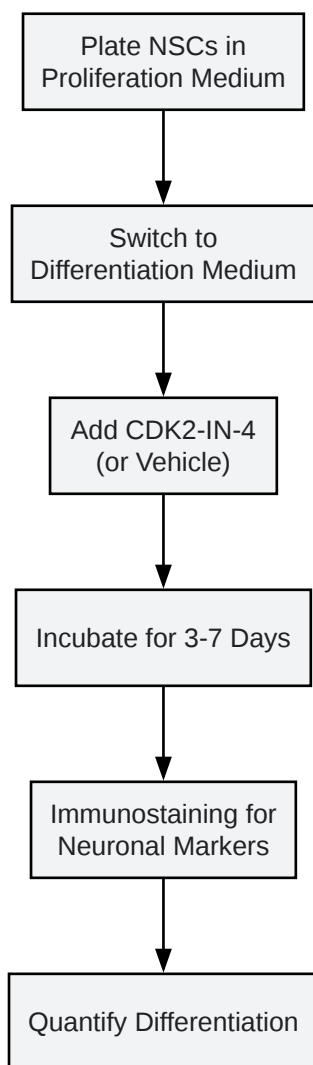 Plate NSCs in
Proliferation Medium
Switch to
Differentiation Medium
Add CDK2-IN-4
(or Vehicle)
Incubate for 3-7 Days
Immunostaining for
Neuronal Markers
Quantify Differentiation